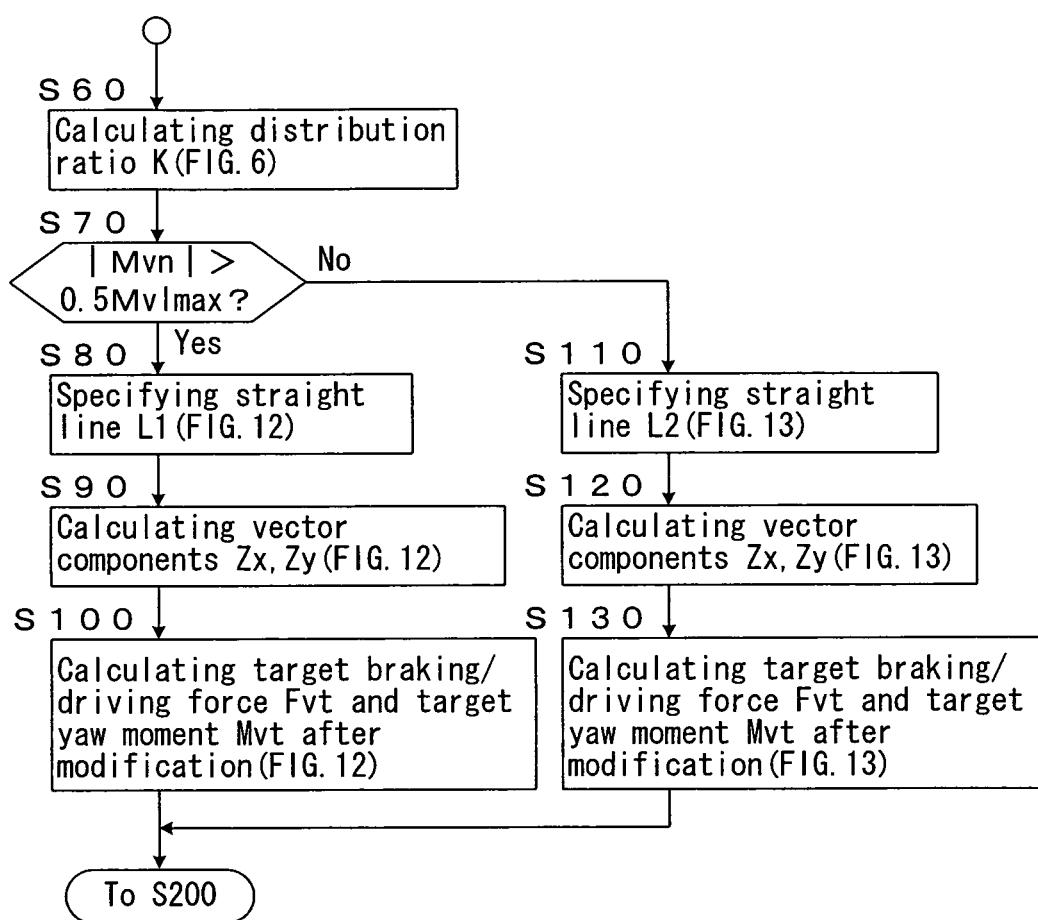 S60
Calculating distribution
ratio K(FIG. 6)
S70
|Mvn| >
0.5Mvlmax?
No
Yes
S80
Specifying straight
line L1(FIG. 12)
S90
Calculating vector
components Zx, Zy(FIG. 12)
S100
Calculating target braking/
driving force Fvt and target
yaw moment Mvt after
modification(FIG. 12)
S110
Specifying straight
line L2(FIG. 13)
S120
Calculating vector
components Zx, Zy(FIG. 13)
S130
Calculating target braking/
driving force Fvt and target
yaw moment Mvt after
modification(FIG. 13)
To S200